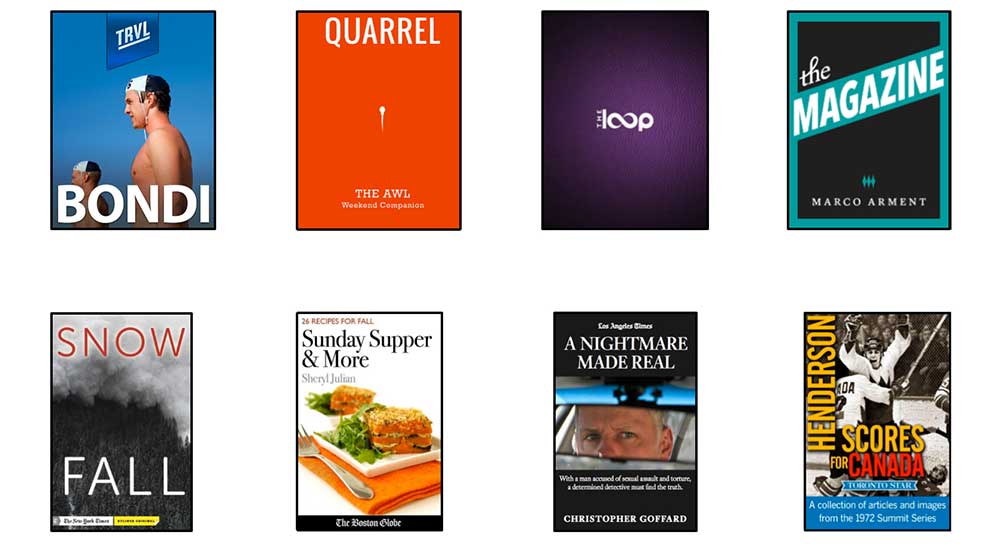 TRVL
BONDI
QUARREL
THE AWL
Weekend Companion
THE loop
the
MAGAZINE
MARCO ARMENT
SNOW
FALL
The New York Times
BYLINER ORIGINAL
26 RECIPES FOR FALL
Sunday Supper
& More
Sheryl Julian
The Boston Globe
Los Angeles Times
A NIGHTMARE
MADE REAL
With a man accused of sexual assault and torture,
a determined detective must find the truth.
CHRISTOPHER GOFFARD
HENDERSON
SCORES
FOR CANADA
TORONTO STAR
A collection of articles and images
from the 1972 Summit Series